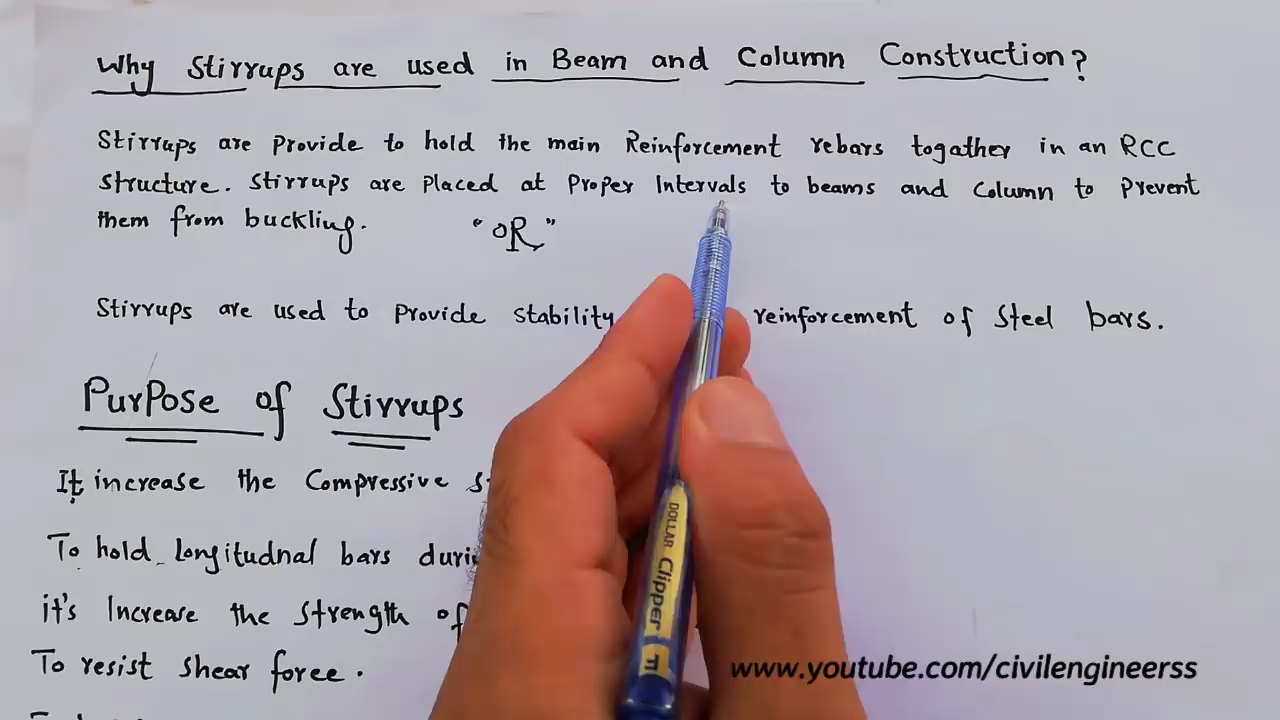 Why Stirrups are used in Beam and Column Construction?
Stirrups are Provide to hold the main Reinforcement rebars togather in an RCC
structure. Stirrups are Placed at Proper Intervals to beams and Column to Prevent
them from buckling. "OR"
Stirrups are used to Provide Stability reinforcement of Steel bars.
PurPose of Stirrups
It increase the Compressive
To hold longitudnal bars
it's Increase the Strength of
To resist shear force.
DOLLAR Clipper
www.youtube.com/civilengineerss